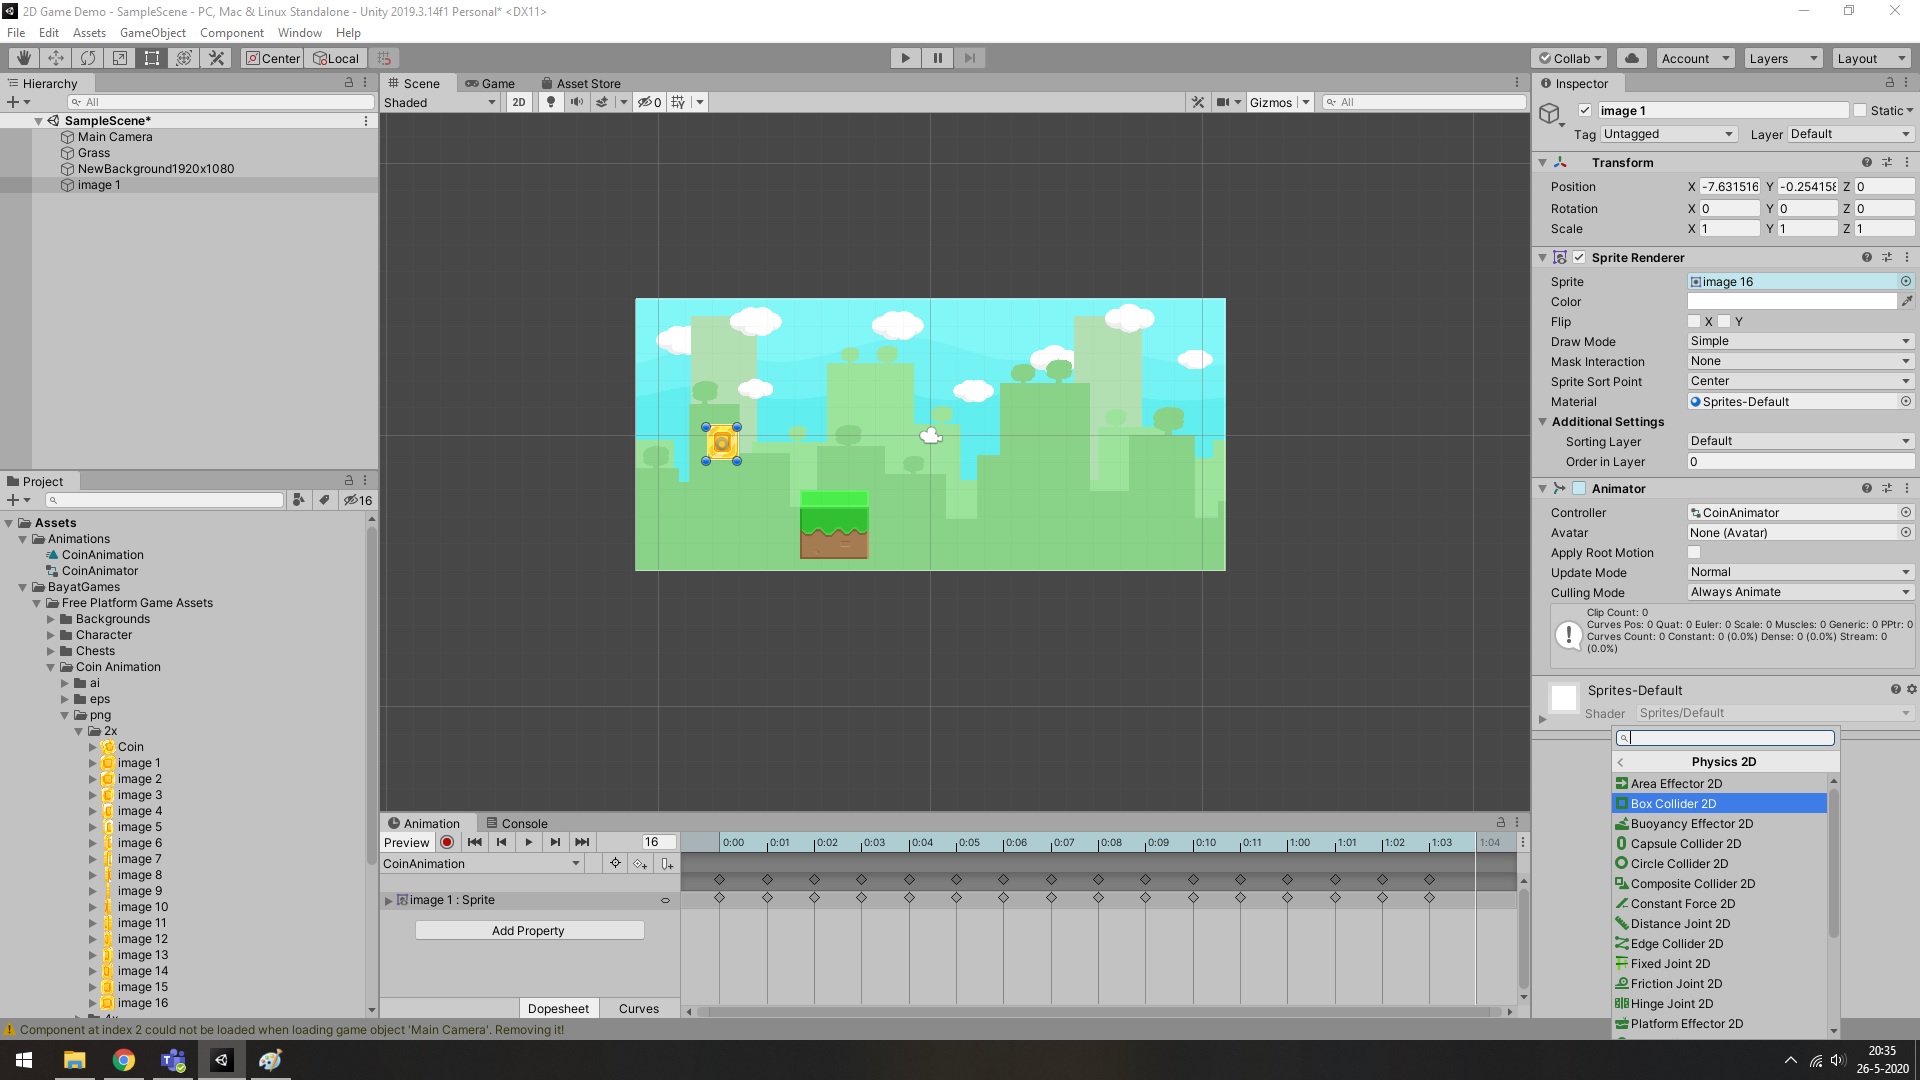 2D Game Demo - SampleScene - PC, Mac & Linux Standalone - Unity 2019.3.14f1 Personal* <DX11>
File Edit Assets GameObject Component Window Help
Center Local Collab Account Layers Layout
Hierarchy
All
SampleScene*
Main Camera
Grass
NewBackground1920x1080
image 1
Project
16
Assets
Animations
CoinAnimation
CoinAnimator
BayatGames
Free Platform Game Assets
Backgrounds
Character
Chests
Coin Animation
ai
eps
png
2x
Coin
image 1
image 2
image 3
image 4
image 5
image 6
image 7
image 8
image 9
image 10
image 11
image 12
image 13
image 14
image 15
image 16
Scene Game Asset Store
Shaded 2D 0 Gizmos All
Animation Console
Preview 16 0:00 0:01 0:02 0:03 0:04 0:05 0:06 0:07 0:08 0:09 0:10 0:11 1:00 1:01 1:02 1:03 1:04
CoinAnimation
image 1 : Sprite
Add Property
Dopesheet Curves
Inspector
image 1 Static
Tag Untagged Layer Default
Transform
Position X -7.631516 Y -0.254158 Z 0
Rotation X 0 Y 0 Z 0
Scale X 1 Y 1 Z 1
Sprite Renderer
Sprite image 16
Color
Flip X Y
Draw Mode Simple
Mask Interaction None
Sprite Sort Point Center
Material Sprites-Default
Additional Settings
Sorting Layer Default
Order in Layer 0
Animator
Controller CoinAnimator
Avatar None (Avatar)
Apply Root Motion
Update Mode Normal
Culling Mode Always Animate
Clip Count: 0
Curves Pos: 0 Quat: 0 Euler: 0 Scale: 0 Muscles: 0 Generic: 0 PPtr: 0
Curves Count: 0 Constant: 0 (0.0%) Dense: 0 (0.0%) Stream: 0
(0.0%)
Sprites-Default
Shader Sprites/Default
Physics 2D
Area Effector 2D
Box Collider 2D
Buoyancy Effector 2D
Capsule Collider 2D
Circle Collider 2D
Composite Collider 2D
Constant Force 2D
Distance Joint 2D
Edge Collider 2D
Fixed Joint 2D
Friction Joint 2D
Hinge Joint 2D
Platform Effector 2D
Component at index 2 could not be loaded when loading game object 'Main Camera'. Removing it!
20:35
26-5-2020